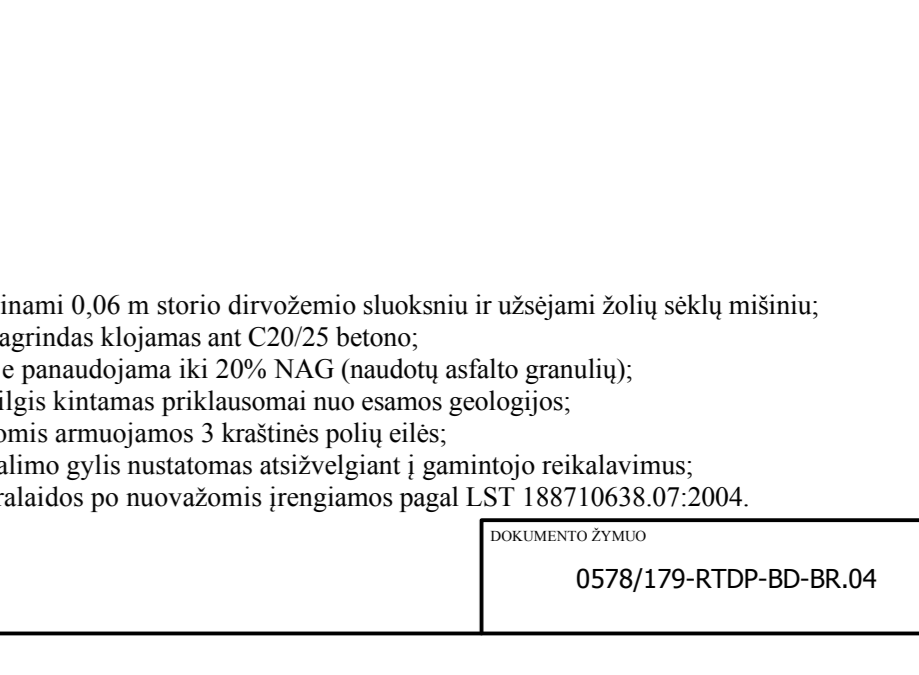 inami 0,06 m storio dirvožemio sluoksniu ir užsėjami žolių sėklų mišiniu;
agrindas klojamas ant C20/25 betono;
e panaudojama iki 20% NAG (naudotų asfalto granulių);
ilgis kintamas priklausomai nuo esamos geologijos;
omis armuojamos 3 kraštinės polių eilės;
alimo gylis nustatomas atsižvelgiant į gamintojo reikalavimus;
ralaidos po nuovažomis įrengiamos pagal LST 188710638.07:2004.
DOKUMENTO ŽYMUO
0578/179-RTDP-BD-BR.04